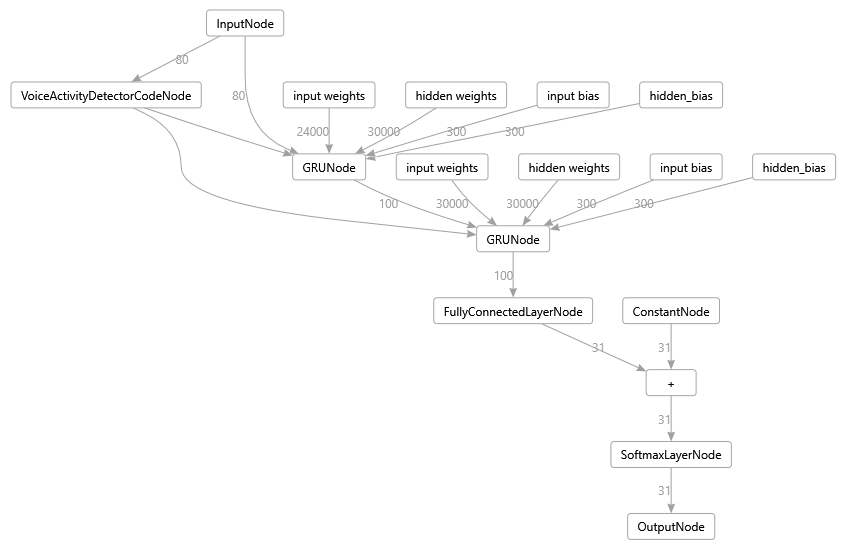 InputNode
80
VoiceActivityDetectorCodeNode
80
input weights
hidden weights
input bias
hidden_bias
24000
30000
300
300
GRUNode
input weights
hidden weights
input bias
hidden_bias
100
30000
30000
300
300
GRUNode
100
FullyConnectedLayerNode
ConstantNode
31
31
+
31
SoftmaxLayerNode
31
OutputNode